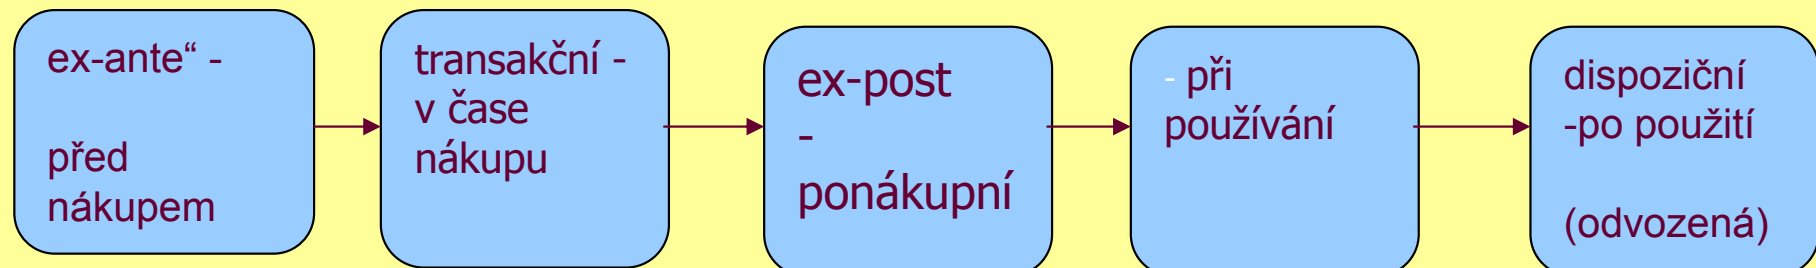 ex-ante“ -
před
nákupem
transakční -
v čase
nákupu
ex-post
-
ponákupní
- při
používání
dispoziční
-po použití
(odvozená)